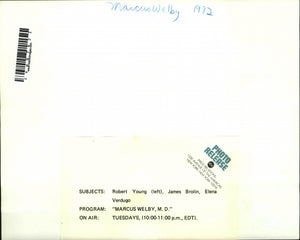 Marcus Welby 1972
PHOTO
RELEASE
SUBJECTS: Robert Young (left), James Brolin, Elena
Verdugo
PROGRAM: "MARCUS WELBY, M. D."
ON AIR: TUESDAYS, (10:00-11:00 p.m., EDT).